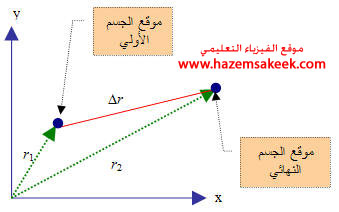 y
موقع الجسم
الأولي
موقع الفيزياء التعليمي
www.hazemsakeek.com
Δr
r1
r2
موقع الجسم
النهائي
x